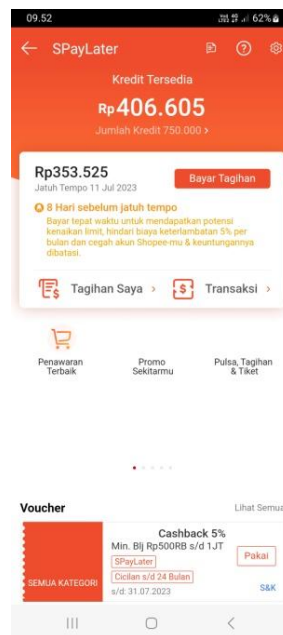 09.52
62%
SPayLater
Kredit Tersedia
Rp406.605
Jumlah Kredit 750.000 >
Rp353.525
Jatuh Tempo 11 Jul 2023
Bayar Tagihan
8 Hari sebelum jatuh tempo
Bayar tepat waktu untuk mendapatkan potensi
kenaikan limit, hindari biaya keterlambatan 5% per
bulan dan cegah akun Shopee-mu & keuntungannya
dibatasi.
Tagihan Saya >
Transaksi >
Penawaran
Terbaik
Promo
Sekitarmu
Pulsa, Tagihan
& Tiket
Voucher
Lihat Semua
SEMUA KATEGORI
Cashback 5%
Min. Blj Rp500RB s/d 1JT
SPayLater
Cicilan s/d 24 Bulan
s/d: 31.07.2023
Pakai
S&K